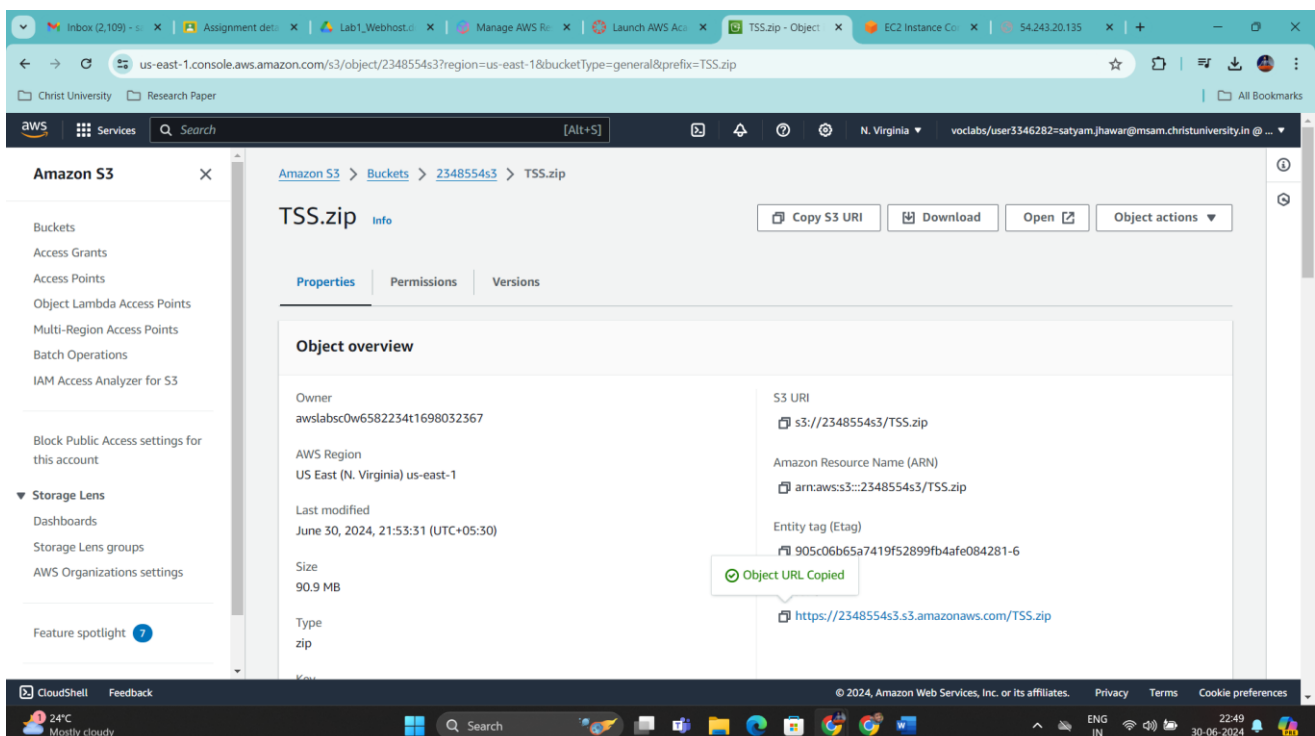 Inbox (2,109) - s
Assignment deta
Lab1_Webhost.d
Manage AWS Re
Launch AWS Aca
TSS.zip - Object
EC2 Instance Co
54.243.20.135
us-east-1.console.aws.amazon.com/s3/object/2348554s3?region=us-east-1&bucketType=general&prefix=TSS.zip
Christ University
Research Paper
All Bookmarks
aws
Services
Search
[Alt+S]
N. Virginia
voclabs/user3346282=satyam.jhawar@msam.christuniversity.in @ ...
Amazon S3
Buckets
Access Grants
Access Points
Object Lambda Access Points
Multi-Region Access Points
Batch Operations
IAM Access Analyzer for S3
Block Public Access settings for
this account
Storage Lens
Dashboards
Storage Lens groups
AWS Organizations settings
Feature spotlight 7
Amazon S3 > Buckets > 2348554s3 > TSS.zip
TSS.zip Info
Copy S3 URI
Download
Open
Object actions
Properties
Permissions
Versions
Object overview
Owner
awslabsc0w6582234t1698032367
AWS Region
US East (N. Virginia) us-east-1
Last modified
June 30, 2024, 21:53:31 (UTC+05:30)
Size
90.9 MB
Type
zip
Key
S3 URI
s3://2348554s3/TSS.zip
Amazon Resource Name (ARN)
arn:aws:s3:::2348554s3/TSS.zip
Entity tag (Etag)
905c06b65a7419f52899fb4afe084281-6
Object URL Copied
https://2348554s3.s3.amazonaws.com/TSS.zip
CloudShell
Feedback
© 2024, Amazon Web Services, Inc. or its affiliates.
Privacy
Terms
Cookie preferences
1
24°C
Mostly cloudy
Search
ENG
IN
22:49
30-06-2024